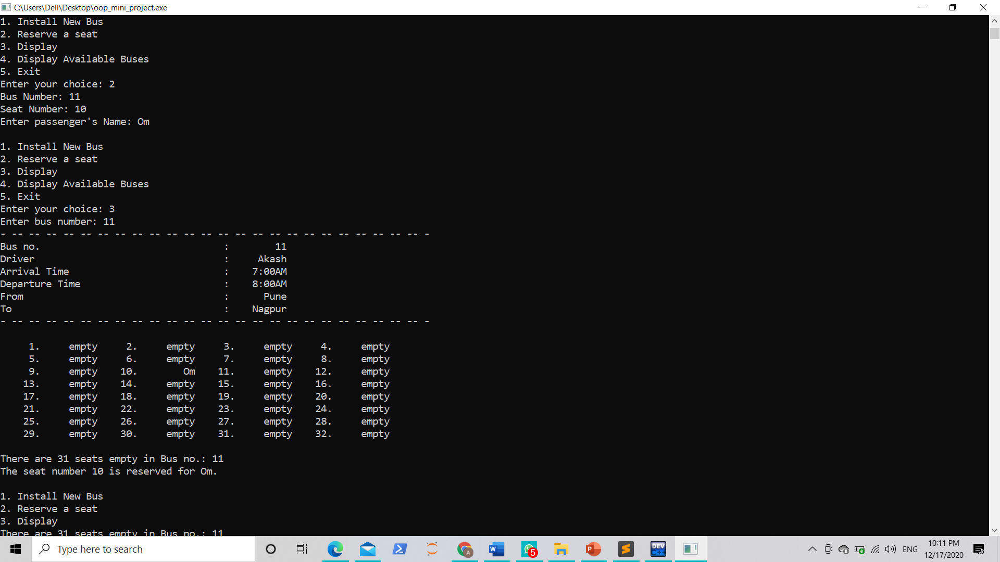 C:\Users\Dell\Desktop\oop_mini_project.exe
1. Install New Bus
2. Reserve a seat
3. Display
4. Display Available Buses
5. Exit
Enter your choice: 2
Bus Number: 11
Seat Number: 10
Enter passenger's Name: Om
1. Install New Bus
2. Reserve a seat
3. Display
4. Display Available Buses
5. Exit
Enter your choice: 3
Enter bus number: 11
- -- -- -- -- -- -- -- -- -- -- -- -- -- -- -- -- -- -- -- -- -- -- -- -- -
Bus no. : 11
Driver : Akash
Arrival Time : 7:00AM
Departure Time : 8:00AM
From : Pune
To : Nagpur
- -- -- -- -- -- -- -- -- -- -- -- -- -- -- -- -- -- -- -- -- -- -- -- -- -
1. empty 2. empty 3. empty 4. empty
5. empty 6. empty 7. empty 8. empty
9. empty 10. Om 11. empty 12. empty
13. empty 14. empty 15. empty 16. empty
17. empty 18. empty 19. empty 20. empty
21. empty 22. empty 23. empty 24. empty
25. empty 26. empty 27. empty 28. empty
29. empty 30. empty 31. empty 32. empty
There are 31 seats empty in Bus no.: 11
The seat number 10 is reserved for Om.
1. Install New Bus
2. Reserve a seat
3. Display
There are 31 seats empty in Bus no.: 11
Type here to search
W
5
P
DEV
C++
A
ENG
10:11 PM
12/17/2020